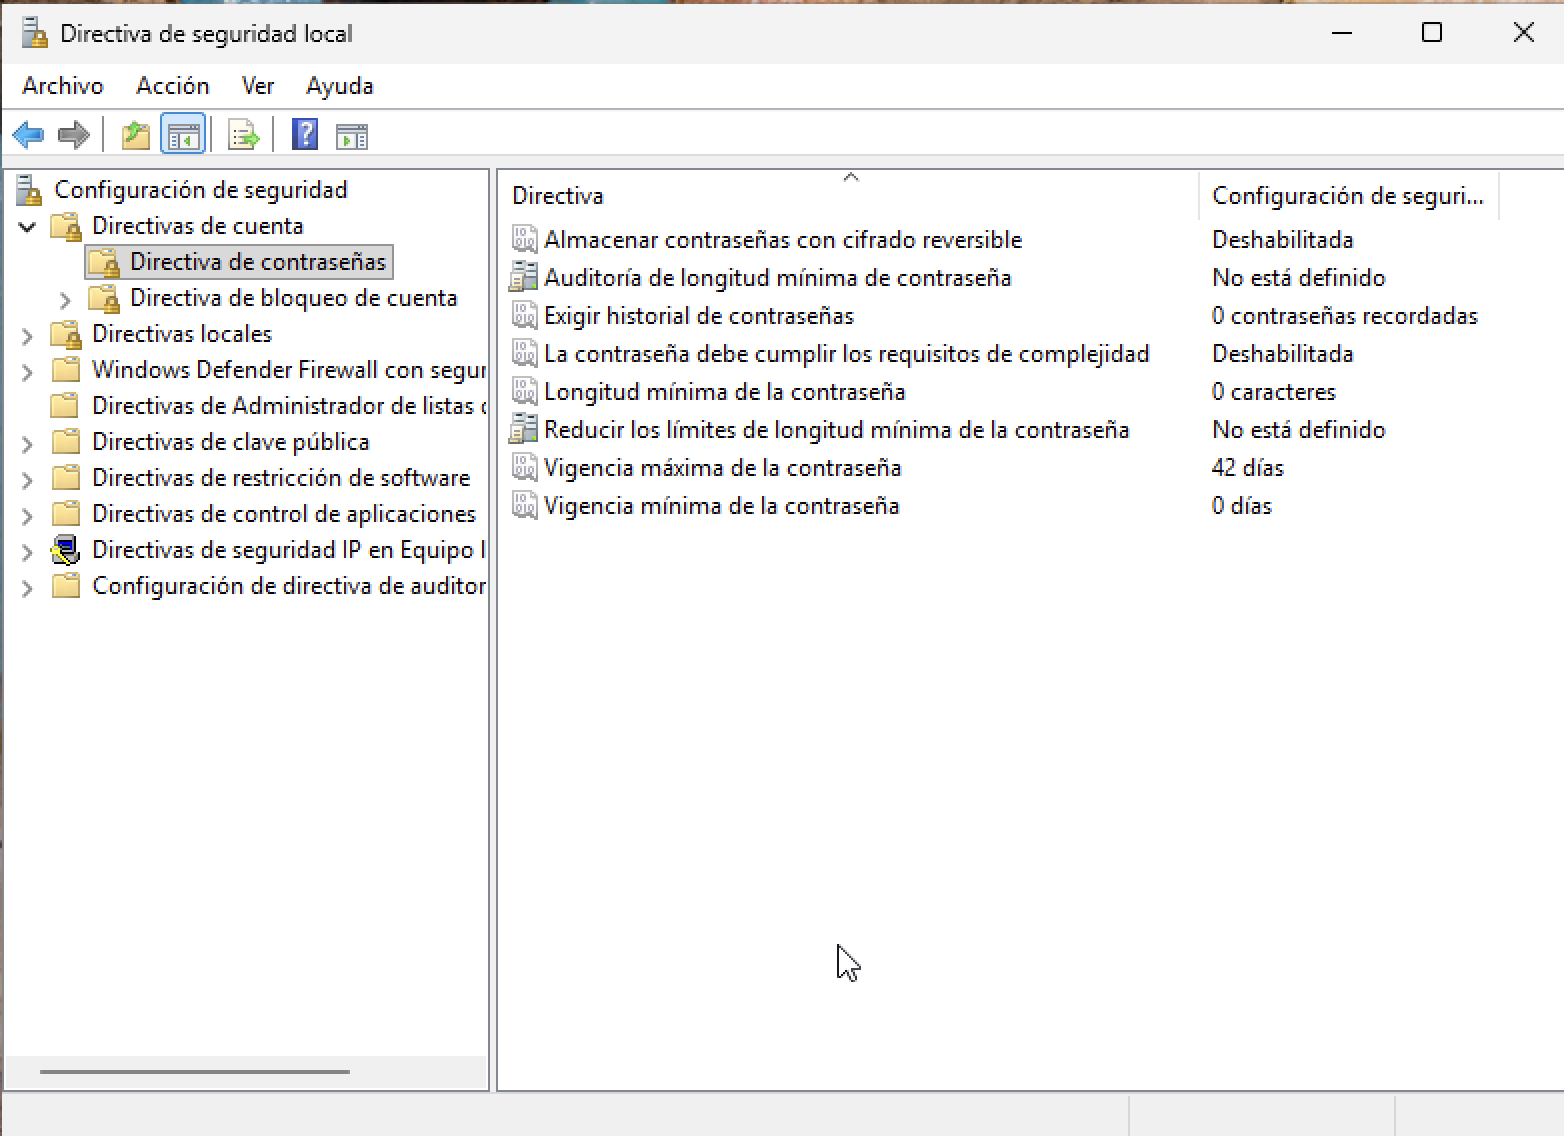 Directiva de seguridad local
Archivo Acción Ver Ayuda
Configuración de seguridad
Directivas de cuenta
Directiva de contraseñas
Directiva de bloqueo de cuenta
Directivas locales
Windows Defender Firewall con segur
Directivas de Administrador de listas
Directivas de clave pública
Directivas de restricción de software
Directivas de control de aplicaciones
Directivas de seguridad IP en Equipo l
Configuración de directiva de auditor
Directiva Configuración de seguri...
Almacenar contraseñas con cifrado reversible Deshabilitada
Auditoría de longitud mínima de contraseña No está definido
Exigir historial de contraseñas 0 contraseñas recordadas
La contraseña debe cumplir los requisitos de complejidad Deshabilitada
Longitud mínima de la contraseña 0 caracteres
Reducir los límites de longitud mínima de la contraseña No está definido
Vigencia máxima de la contraseña 42 días
Vigencia mínima de la contraseña 0 días